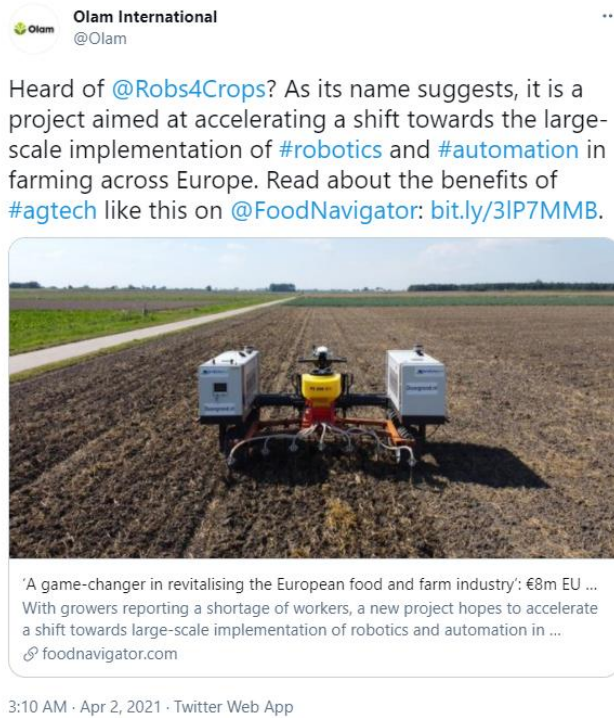 Olam
Olam International
@Olam
Heard of @Robs4Crops? As its name suggests, it is a
project aimed at accelerating a shift towards the large-
scale implementation of #robotics and #automation in
farming across Europe. Read about the benefits of
#agtech like this on @FoodNavigator: bit.ly/3lP7MMB.
'A game-changer in revitalising the European food and farm industry': €8m EU ...
With growers reporting a shortage of workers, a new project hopes to accelerate
a shift towards large-scale implementation of robotics and automation in ...
foodnavigator.com
3:10 AM · Apr 2, 2021 · Twitter Web App